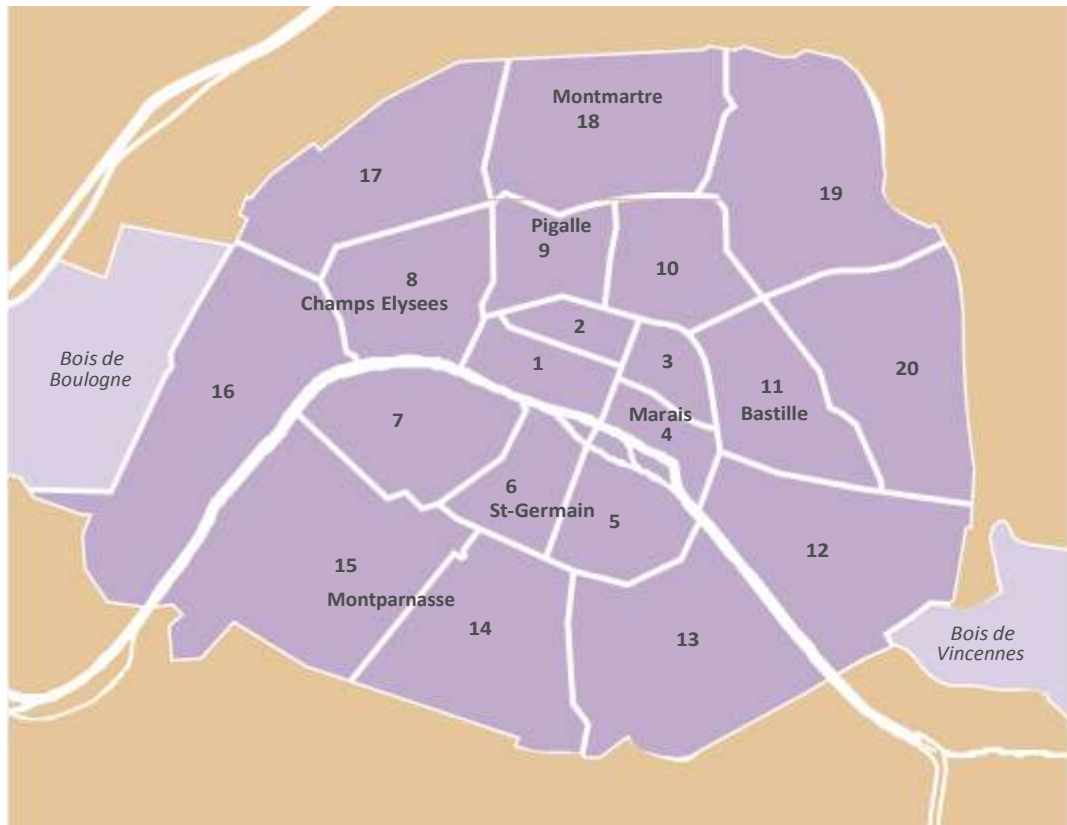 Montmartre
18
17
19
Pigalle
9
10
8
Champs Elysees
2
1
3
Bois de
Boulogne
16
7
11
Bastille
20
Marais
4
6
St-Germain
5
12
15
Montparnasse
14
13
Bois de
Vincennes